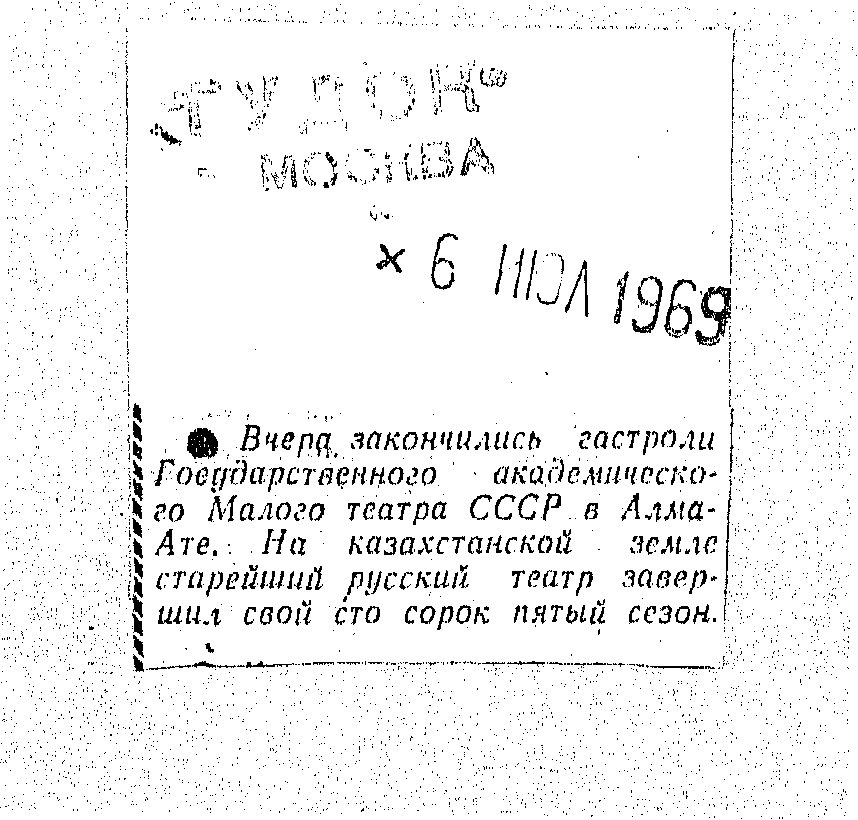 "ГУДОН"
МОСКВА
× 6 ИЮЛ 1969
● Вчера закончились гастроли
Государственного академическо-
го Малого театра СССР в Алма-
Ате. На казахстанской земле
старейший русский театр завер-
шил свой сто сорок пятый сезон.